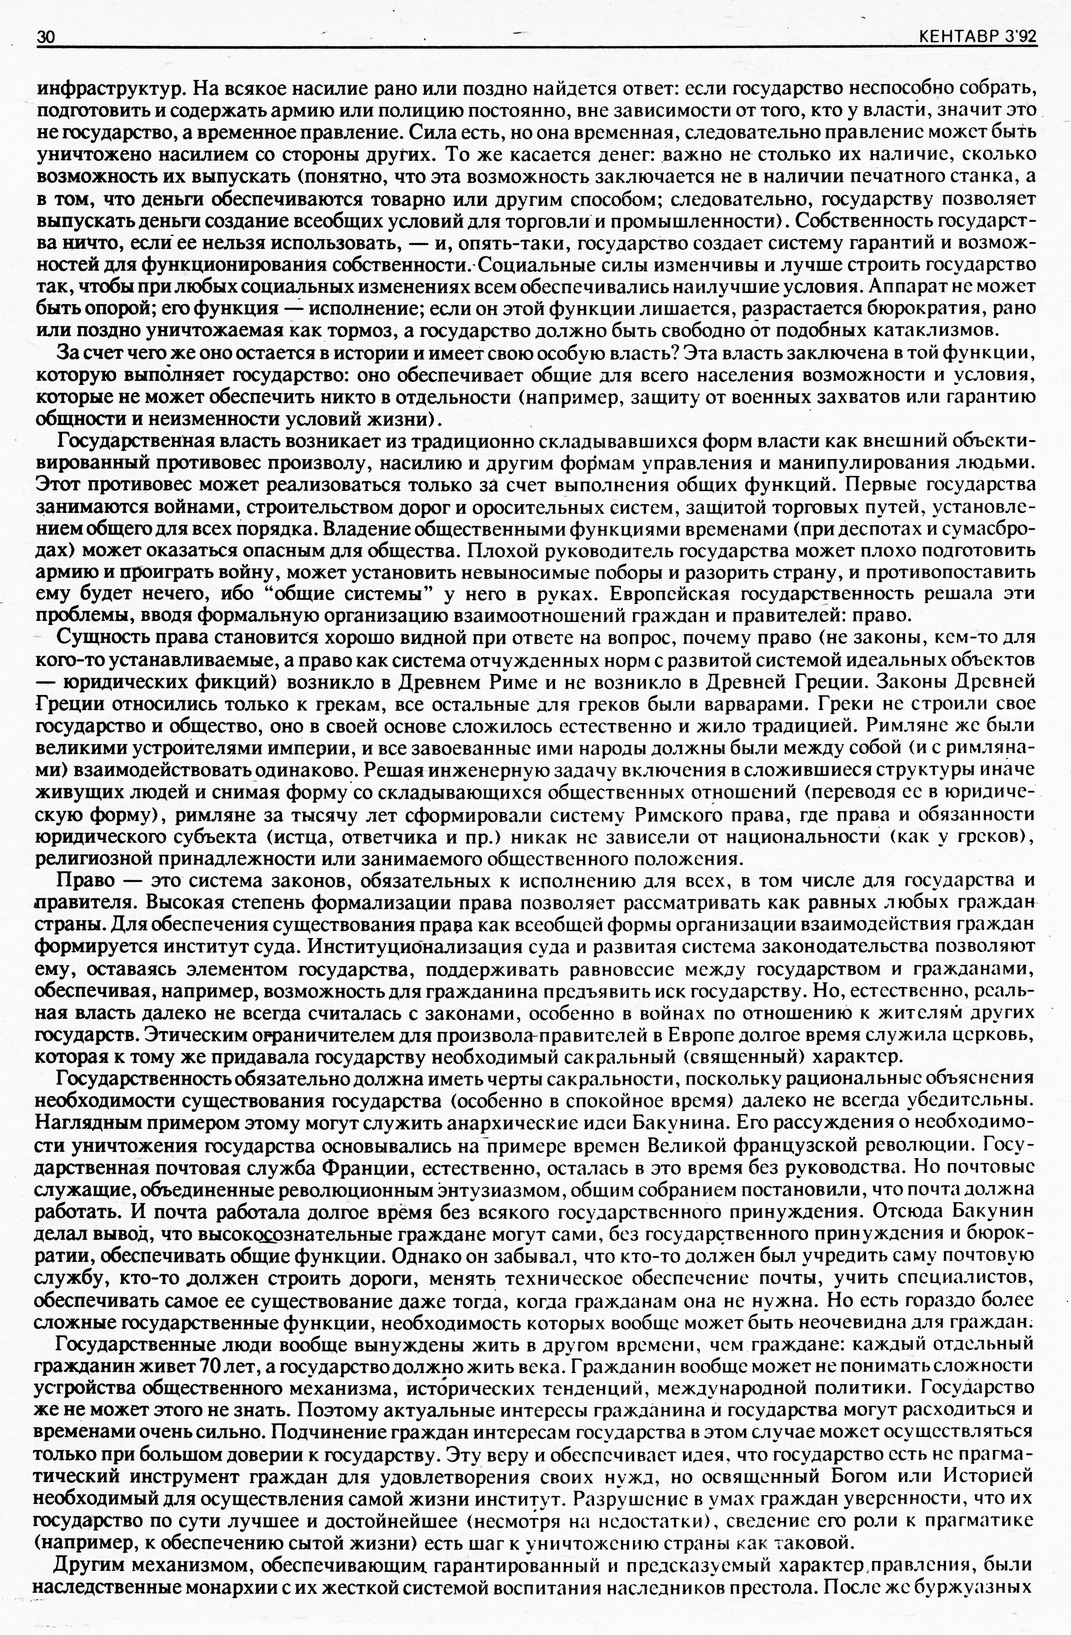 30
КЕНТАВР 3'92
инфраструктур. На всякое насилие рано или поздно найдется ответ: если государство неспособно собрать,
подготовить и содержать армию или полицию постоянно, вне зависимости от того, кто у власти, значит это
не государство, а временное правление. Сила есть, но она временная, следовательно правление может быть
уничтожено насилием со стороны других. То же касается денег: важно не столько их наличие, сколько
возможность их выпускать (понятно, что эта возможность заключается не в наличии печатного станка, а
в том, что деньги обеспечиваются товарно или другим способом; следовательно, государству позволяет
выпускать деньги создание всеобщих условий для торговли и промышленности). Собственность государст-
ва ничто, если ее нельзя использовать, — и, опять-таки, государство создает систему гарантий и возмож-
ностей для функционирования собственности. Социальные силы изменчивы и лучше строить государство
так, чтобы при любых социальных изменениях всем обеспечивались наилучшие условия. Аппарат не может
быть опорой; его функция — исполнение; если он этой функции лишается, разрастается бюрократия, рано
или поздно уничтожаемая как тормоз, а государство должно быть свободно от подобных катаклизмов.
За счет чего же оно остается в истории и имеет свою особую власть? Эта власть заключена в той функции,
которую выполняет государство: оно обеспечивает общие для всего населения возможности и условия,
которые не может обеспечить никто в отдельности (например, защиту от военных захватов или гарантию
общности и неизменности условий жизни).
Государственная власть возникает из традиционно складывавшихся форм власти как внешний объекти-
вированный противовес произволу, насилию и другим формам управления и манипулирования людьми.
Этот противовес может реализоваться только за счет выполнения общих функций. Первые государства
занимаются войнами, строительством дорог и оросительных систем, защитой торговых путей, установле-
нием общего для всех порядка. Владение общественными функциями временами (при деспотах и сумасбро-
дах) может оказаться опасным для общества. Плохой руководитель государства может плохо подготовить
армию и проиграть войну, может установить невыносимые поборы и разорить страну, и противопоставить
ему будет нечего, ибо “общие системы” у него в руках. Европейская государственность решала эти
проблемы, вводя формальную организацию взаимоотношений граждан и правителей: право.
Сущность права становится хорошо видной при ответе на вопрос, почему право (не законы, кем-то для
кого-то устанавливаемые, а право как система отчужденных норм с развитой системой идеальных объектов
— юридических фикций) возникло в Древнем Риме и не возникло в Древней Греции. Законы Древней
Греции относились только к грекам, все остальные для греков были варварами. Греки не строили свое
государство и общество, оно в своей основе сложилось естественно и жило традицией. Римляне же были
великими устроителями империи, и все завоеванные ими народы должны были между собой (и с римляна-
ми) взаимодействовать одинаково. Решая инженерную задачу включения в сложившиеся структуры иначе
живущих людей и снимая форму со складывающихся общественных отношений (переводя ее в юридиче-
скую форму), римляне за тысячу лет сформировали систему Римского права, где права и обязанности
юридического субъекта (истца, ответчика и пр.) никак не зависели от национальности (как у греков),
религиозной принадлежности или занимаемого общественного положения.
Право — это система законов, обязательных к исполнению для всех, в том числе для государства и
правителя. Высокая степень формализации права позволяет рассматривать как равных любых граждан
страны. Для обеспечения существования права как всеобщей формы организации взаимодействия граждан
формируется институт суда. Институционализация суда и развитая система законодательства позволяют
ему, оставаясь элементом государства, поддерживать равновесие между государством и гражданами,
обеспечивая, например, возможность для гражданина предъявить иск государству. Но, естественно, реаль-
ная власть далеко не всегда считалась с законами, особенно в войнах по отношению к жителям других
государств. Этическим ограничителем для произвола правителей в Европе долгое время служила церковь,
которая к тому же придавала государству необходимый сакральный (священный) характер.
Государственность обязательно должна иметь черты сакральности, поскольку рациональные объяснения
необходимости существования государства (особенно в спокойное время) далеко не всегда убедительны.
Наглядным примером этому могут служить анархические идеи Бакунина. Его рассуждения о необходимо-
сти уничтожения государства основывались на примере времен Великой французской революции. Госу-
дарственная почтовая служба Франции, естественно, осталась в это время без руководства. Но почтовые
служащие, объединенные революционным энтузиазмом, общим собранием постановили, что почта должна
работать. И почта работала долгое время без всякого государственного принуждения. Отсюда Бакунин
делал вывод, что высокосознательные граждане могут сами, без государственного принуждения и бюрок-
ратии, обеспечивать общие функции. Однако он забывал, что кто-то должен был учредить саму почтовую
службу, кто-то должен строить дороги, менять техническое обеспечение почты, учить специалистов,
обеспечивать самое ее существование даже тогда, когда гражданам она не нужна. Но есть гораздо более
сложные государственные функции, необходимость которых вообще может быть неочевидна для граждан.
Государственные люди вообще вынуждены жить в другом времени, чем граждане: каждый отдельный
гражданин живет 70 лет, а государство должно жить века. Гражданин вообще может не понимать сложности
устройства общественного механизма, исторических тенденций, международной политики. Государство
же не может этого не знать. Поэтому актуальные интересы гражданина и государства могут расходиться и
временами очень сильно. Подчинение граждан интересам государства в этом случае может осуществляться
только при большом доверии к государству. Эту веру и обеспечивает идея, что государство есть не прагма-
тический инструмент граждан для удовлетворения своих нужд, но освященный Богом или Историей
необходимый для осуществления самой жизни институт. Разрушение в умах граждан уверенности, что их
государство по сути лучшее и достойнейшее (несмотря на недостатки), сведение его роли к прагматике
(например, к обеспечению сытой жизни) есть шаг к уничтожению страны как таковой.
Другим механизмом, обеспечивающим гарантированный и предсказуемый характер правления, были
наследственные монархии с их жесткой системой воспитания наследников престола. После же буржуазных